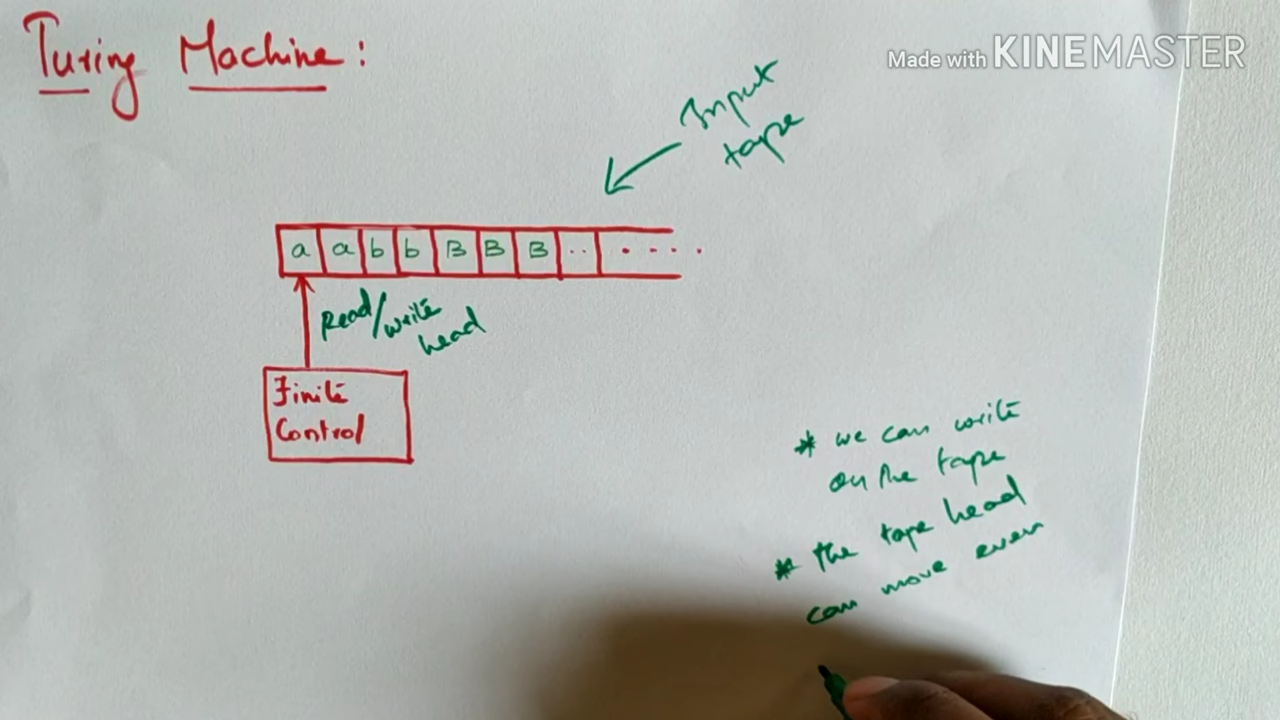 Turing Machine:
Made with KINEMASTER
Input
tape
a a b b B B B .. . . . .
Read/write
head
Finite
Control
* we can write
on the tape
* the tape head
can move even